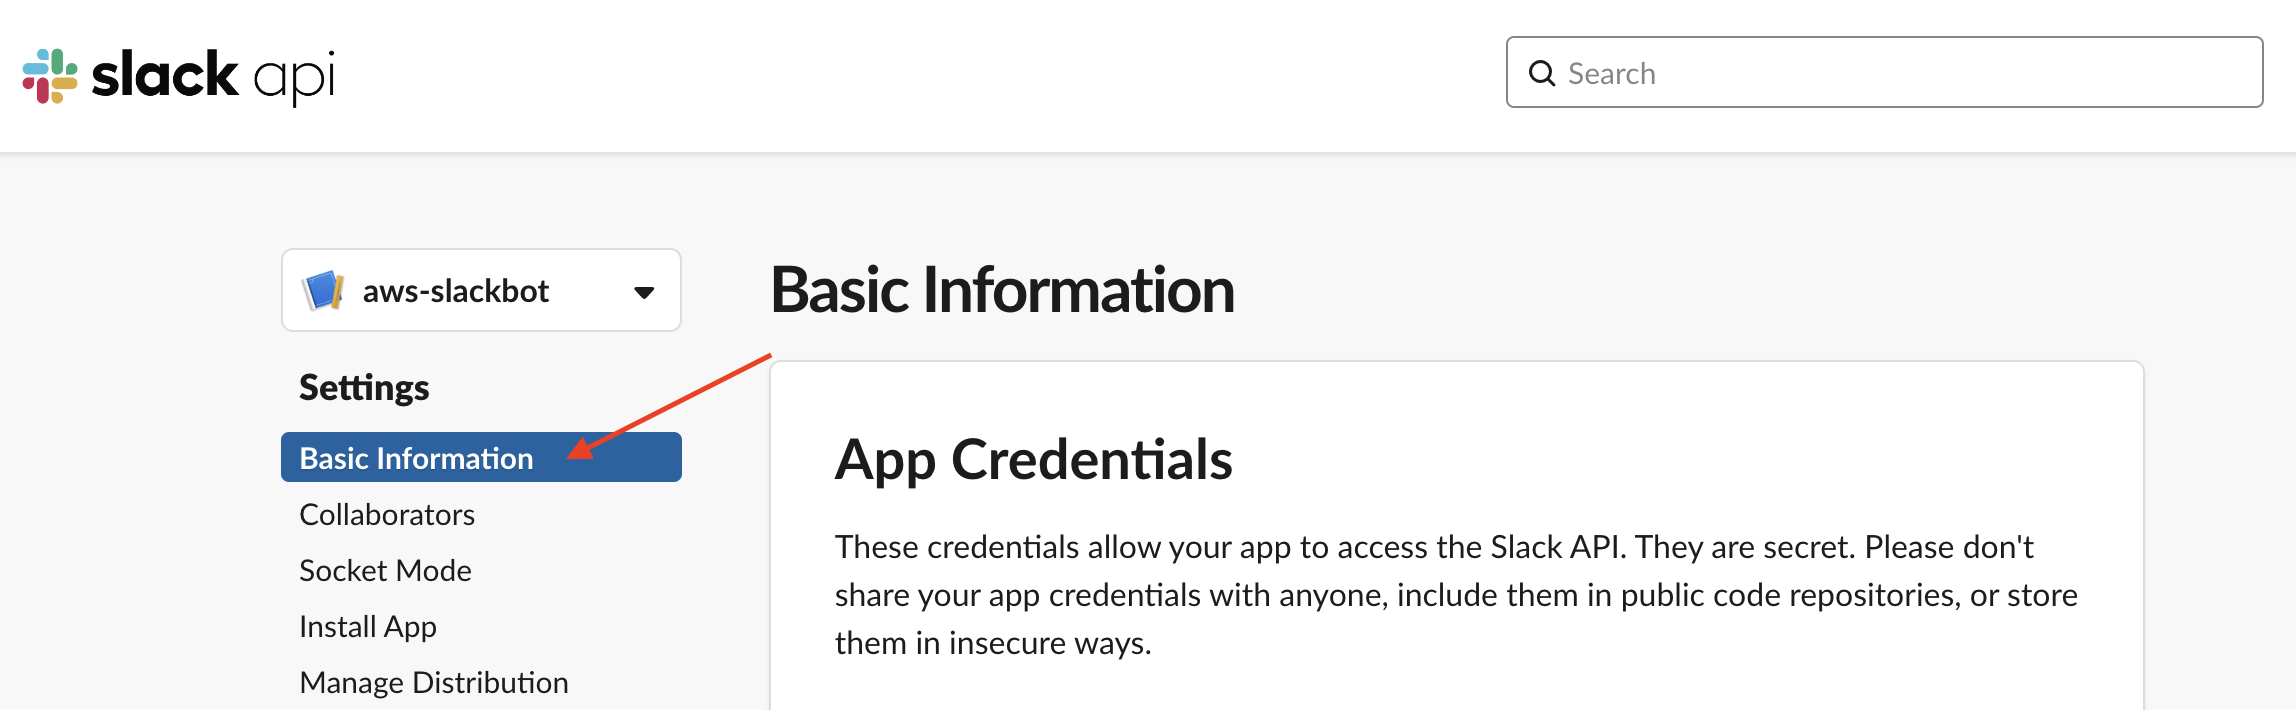 slack api
Search
aws-slackbot
Basic Information
Settings
Basic Information
Collaborators
Socket Mode
Install App
Manage Distribution
App Credentials
These credentials allow your app to access the Slack API. They are secret. Please don't
share your app credentials with anyone, include them in public code repositories, or store
them in insecure ways.